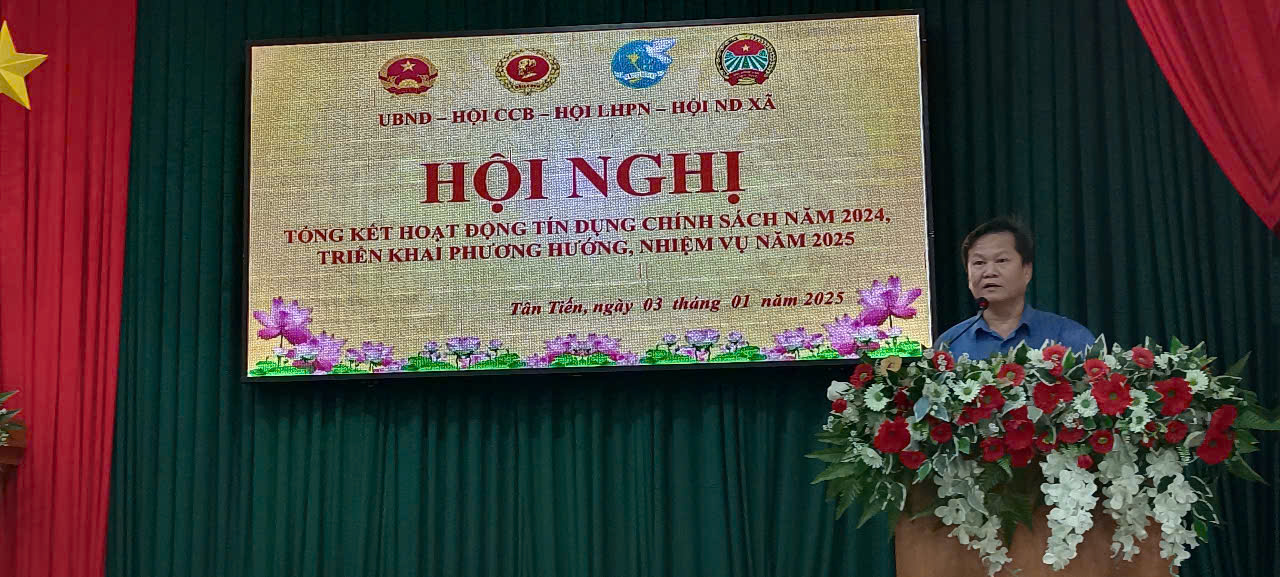 UBND – HỘI CCB – HỘI LHPN – HỘI ND XÃ
HỘI NGHỊ
TỔNG KẾT HOẠT ĐỘNG TÍN DỤNG CHÍNH SÁCH NĂM 2024,
TRIỂN KHAI PHƯƠNG HƯỚNG, NHIỆM VỤ NĂM 2025
Tân Tiến, ngày 03 tháng 01 năm 2025